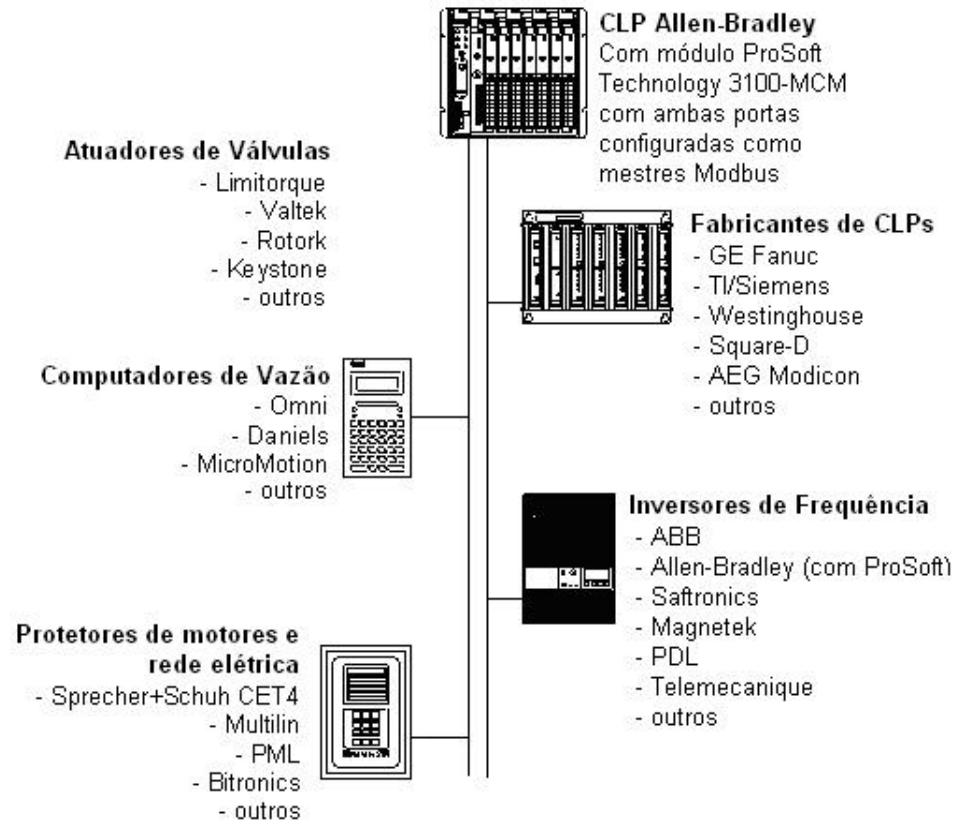 CLP Allen-Bradley
Com módulo ProSoft
Technology 3100-MCM
com ambas portas
configuradas como
mestres Modbus
Atuadores de Válvulas
- Limitorque
- Valtek
- Rotork
- Keystone
- outros
Fabricantes de CLPs
- GE Fanuc
- TI/Siemens
- Westinghouse
- Square-D
- AEG Modicon
- outros
Computadores de Vazão
- Omni
- Daniels
- MicroMotion
- outros
Inversores de Frequência
- ABB
- Allen-Bradley (com ProSoft)
- Saftronics
- Magnetek
- PDL
- Telemecanique
- outros
Protetores de motores e
rede elétrica
- Sprecher+Schuh CET4
- Multilin
- PML
- Bitronics
- outros